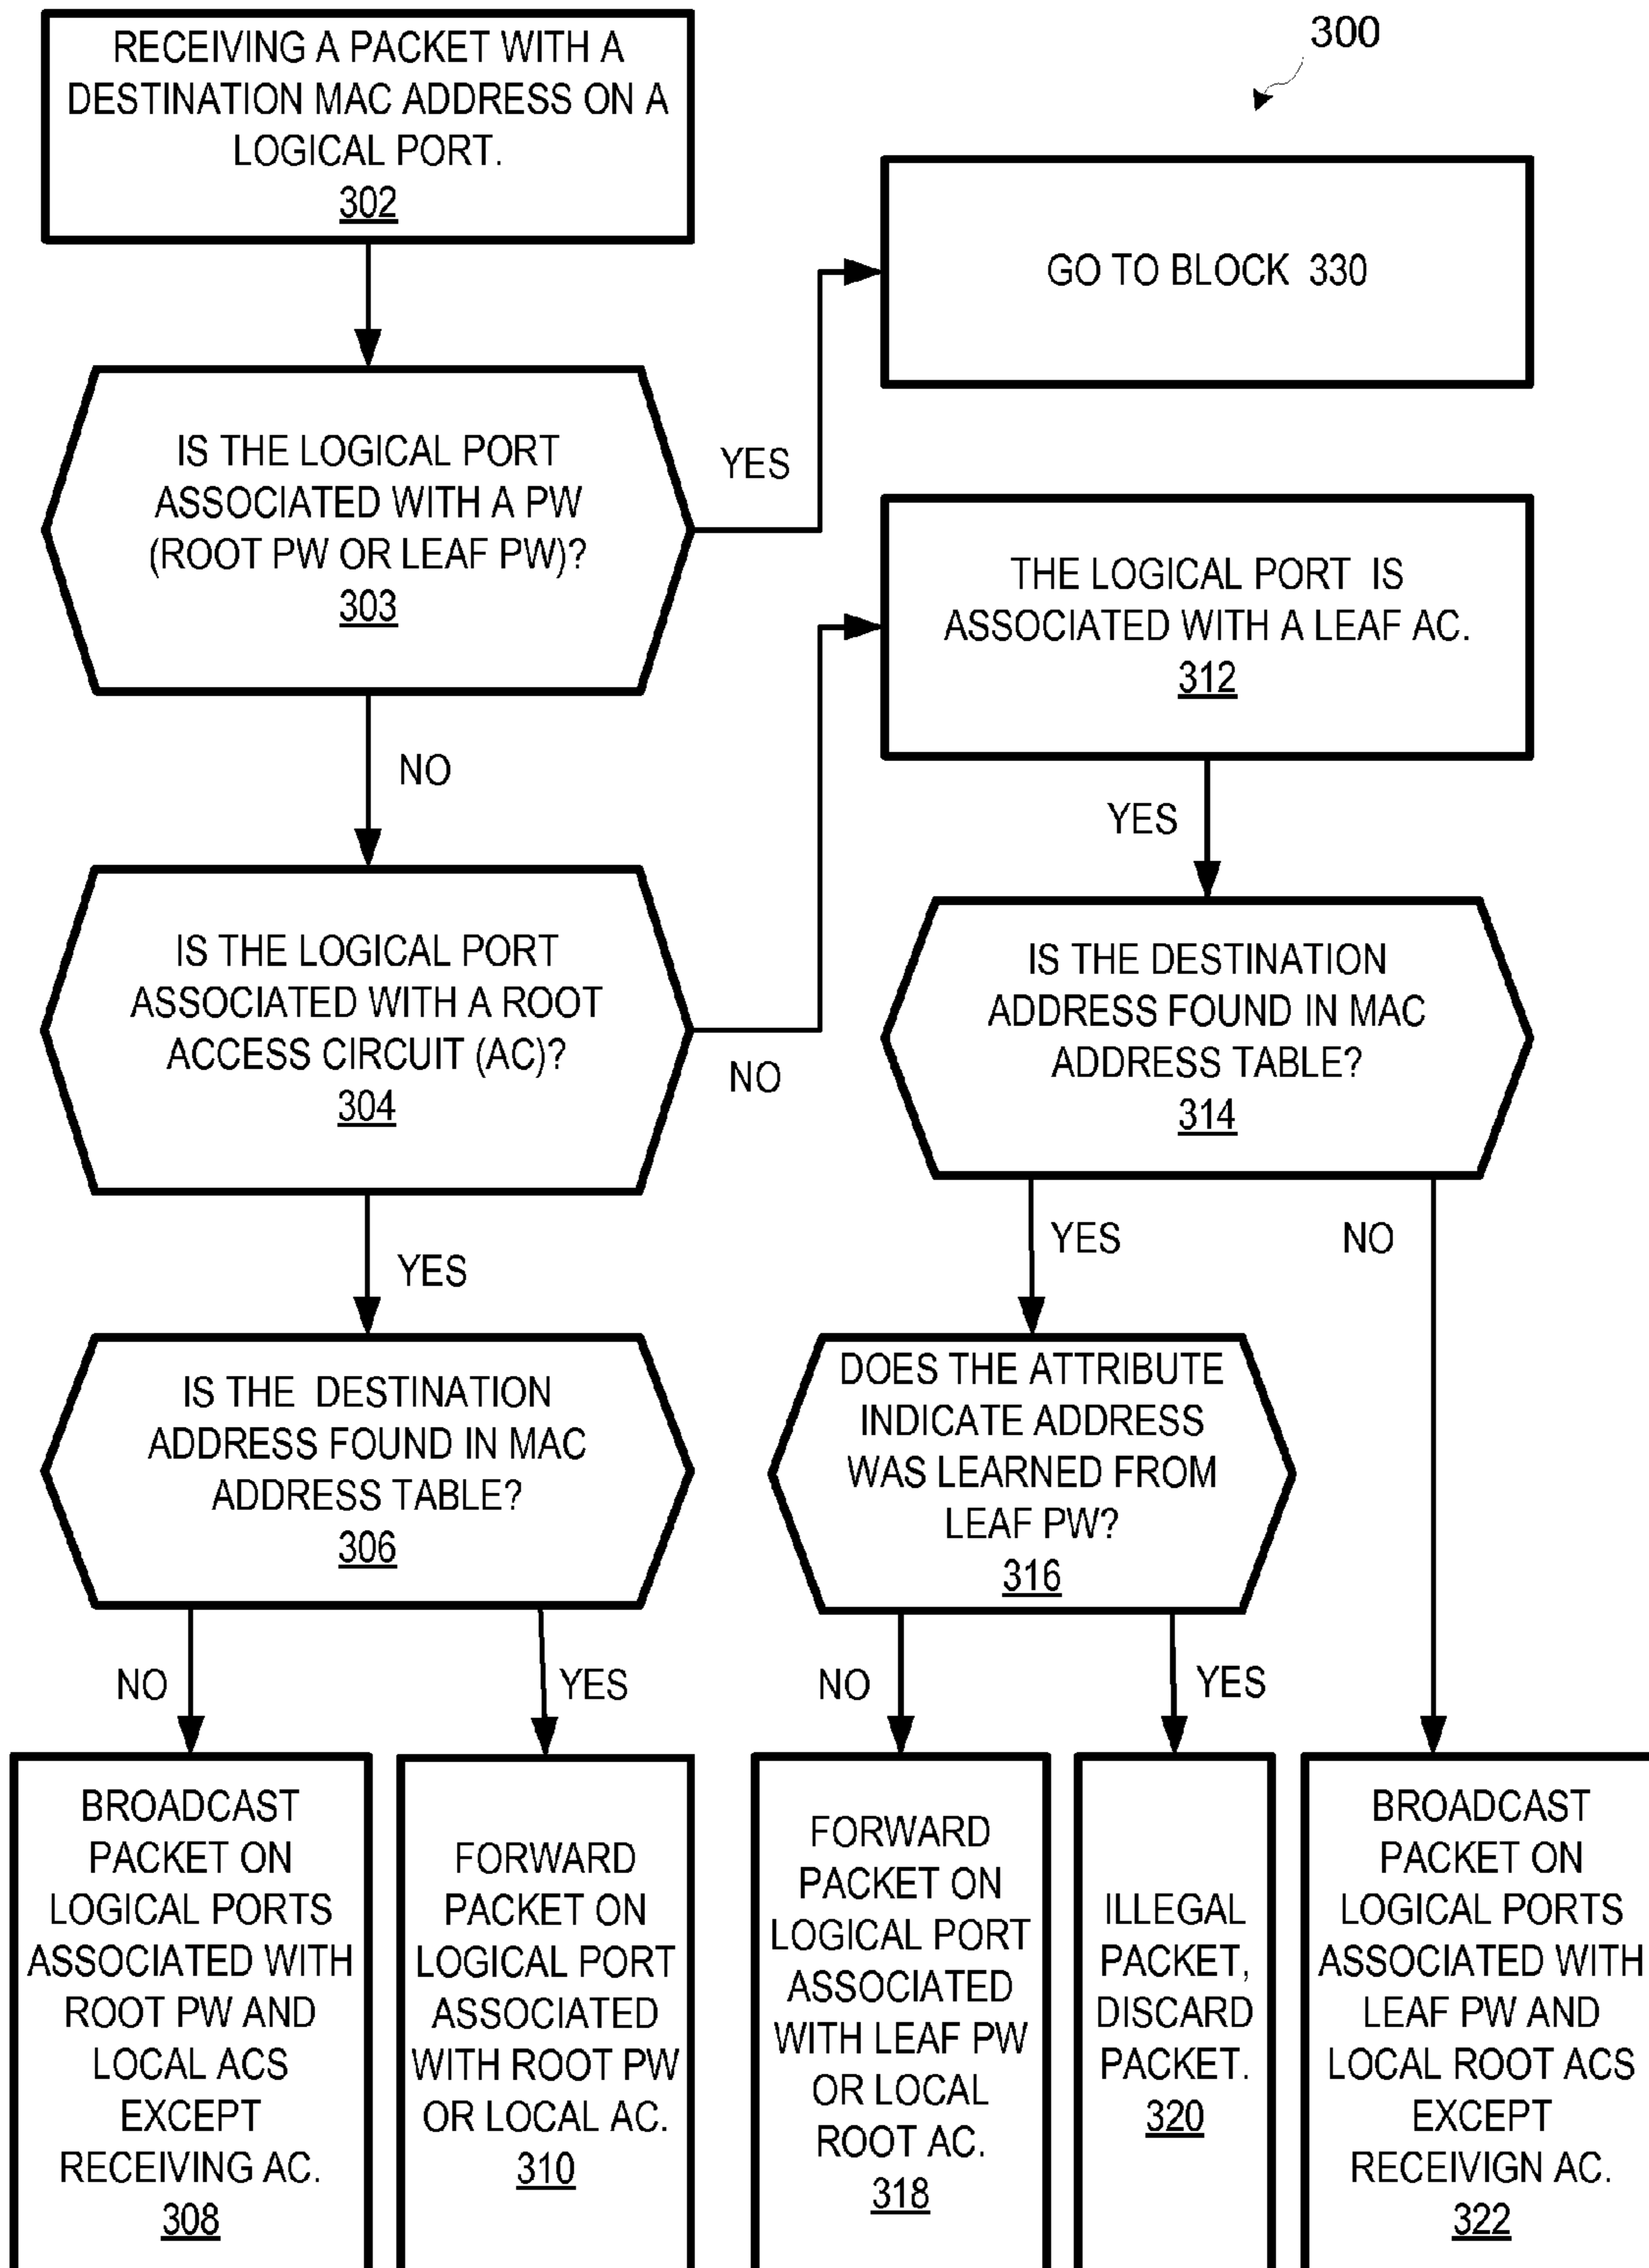 300
RECEIVING A PACKET WITH A
DESTINATION MAC ADDRESS ON A
LOGICAL PORT.
302
GO TO BLOCK 330
IS THE LOGICAL PORT
ASSOCIATED WITH A PW
(ROOT PW OR LEAF PW)?
303
YES
NO
THE LOGICAL PORT IS
ASSOCIATED WITH A LEAF AC.
312
YES
IS THE LOGICAL PORT
ASSOCIATED WITH A ROOT
ACCESS CIRCUIT (AC)?
304
NO
YES
IS THE DESTINATION
ADDRESS FOUND IN MAC
ADDRESS TABLE?
314
YES
NO
IS THE DESTINATION
ADDRESS FOUND IN MAC
ADDRESS TABLE?
306
NO
YES
DOES THE ATTRIBUTE
INDICATE ADDRESS
WAS LEARNED FROM
LEAF PW?
316
NO
YES
BROADCAST
PACKET ON
LOGICAL PORTS
ASSOCIATED WITH
ROOT PW AND
LOCAL ACS
EXCEPT
RECEIVING AC.
308
FORWARD
PACKET ON
LOGICAL PORT
ASSOCIATED
WITH ROOT PW
OR LOCAL AC.
310
FORWARD
PACKET ON
LOGICAL PORT
ASSOCIATED
WITH LEAF PW
OR LOCAL
ROOT AC.
318
ILLEGAL
PACKET,
DISCARD
PACKET.
320
BROADCAST
PACKET ON
LOGICAL PORTS
ASSOCIATED WITH
LEAF PW AND
LOCAL ROOT ACS
EXCEPT
RECEIVIGN AC.
322